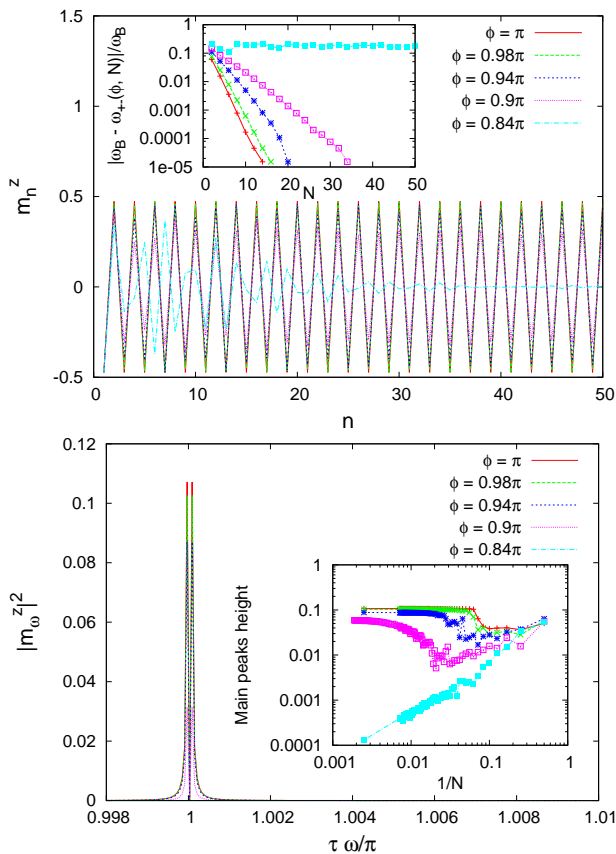 1.5
1
0.5
0
-0.5
m_n^z
0
10
20
30
40
50
n
|ω_B - ω_+(ϕ, N)|/ω_B
1
0.1
0.01
0.001
0.0001
1e-05
0
10
20
30
40
50
N
ϕ = π
ϕ = 0.98π
ϕ = 0.94π
ϕ = 0.9π
ϕ = 0.84π
0.12
0.1
0.08
0.06
0.04
0.02
0
|m_ω^z|^2
0.998
1
1.002
1.004
1.006
1.008
1.01
τ ω/π
ϕ = π
ϕ = 0.98π
ϕ = 0.94π
ϕ = 0.9π
ϕ = 0.84π
Main peaks height
1
0.1
0.01
0.001
0.0001
0.001
0.01
0.1
1
1/N